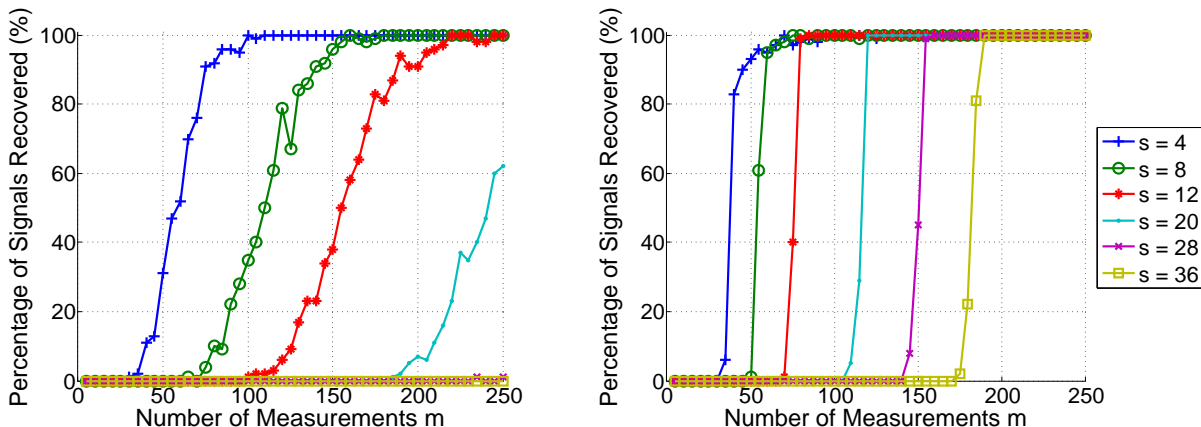 Percentage of Signals Recovered (%)
100
80
60
40
20
0
0 50 100 150 200 250
Number of Measurements m
Percentage of Signals Recovered (%)
100
80
60
40
20
0
0 50 100 150 200 250
Number of Measurements m
s = 4
s = 8
s = 12
s = 20
s = 28
s = 36